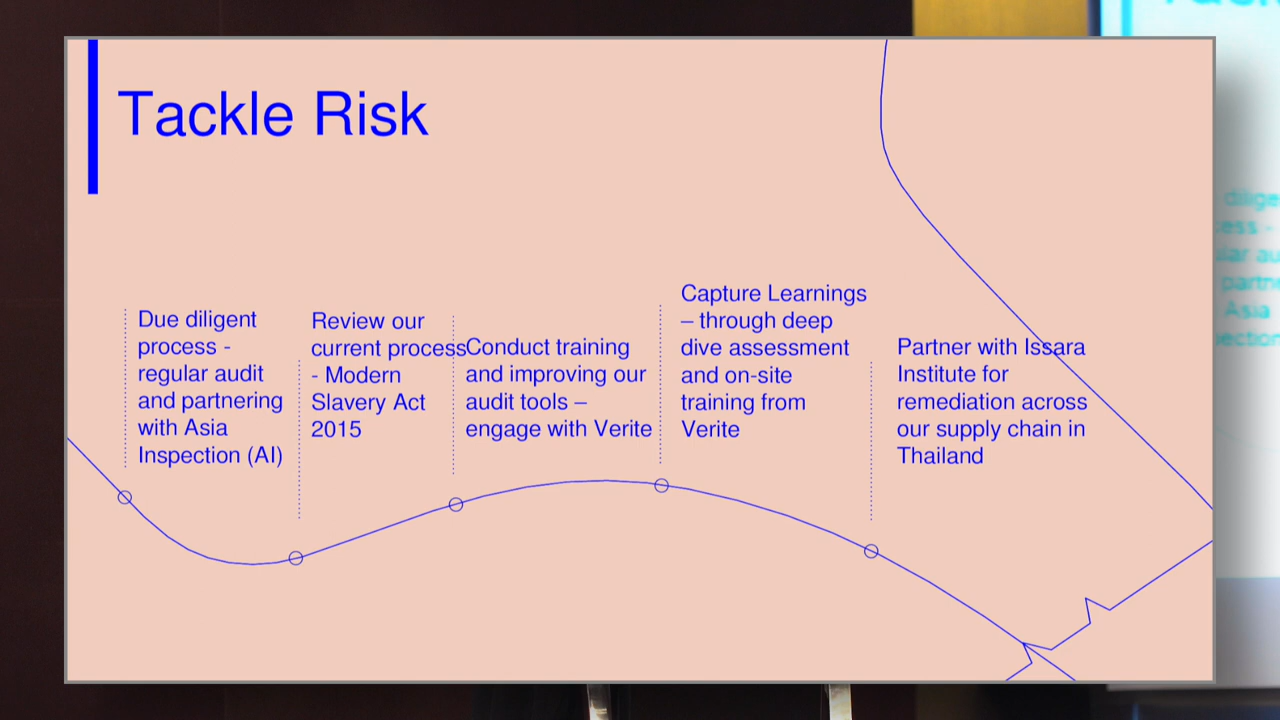 Tackle Risk
Due diligent
process -
regular audit
and partnering
with Asia
Inspection (AI)
Review our
current process
- Modern
Slavery Act
2015
Conduct training
and improving our
audit tools –
engage with Verite
Capture Learnings
– through deep
dive assessment
and on-site
training from
Verite
Partner with Issara
Institute for
remediation across
our supply chain in
Thailand